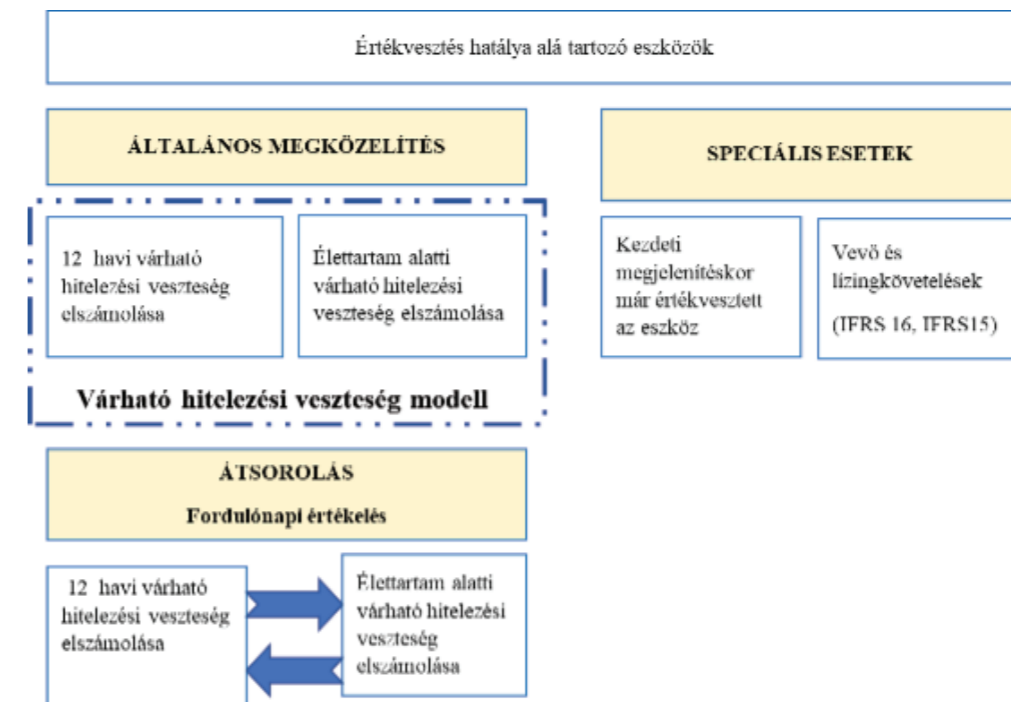 Értékvesztés hatálya alá tartozó eszközök
ÁLTALÁNOS MEGKÖZELÍTÉS
12 havi várható
hitelezési veszteség
elszámolása
Élettartam alatti
várható hitelezési
veszteség elszámolása
Várható hitelezési veszteség modell
SPECIÁLIS ESETEK
Kezdeti
megjelenítéskor
már értékvesztett
az eszköz
Vevő és
lízingkövetelések
(IFRS 16, IFRS15)
ÁTSOROLÁS
Fordulónapi értékelés
12 havi várható
hitelezési veszteség
elszámolása
Élettartam alatti
várható hitelezési
veszteség
elszámolása